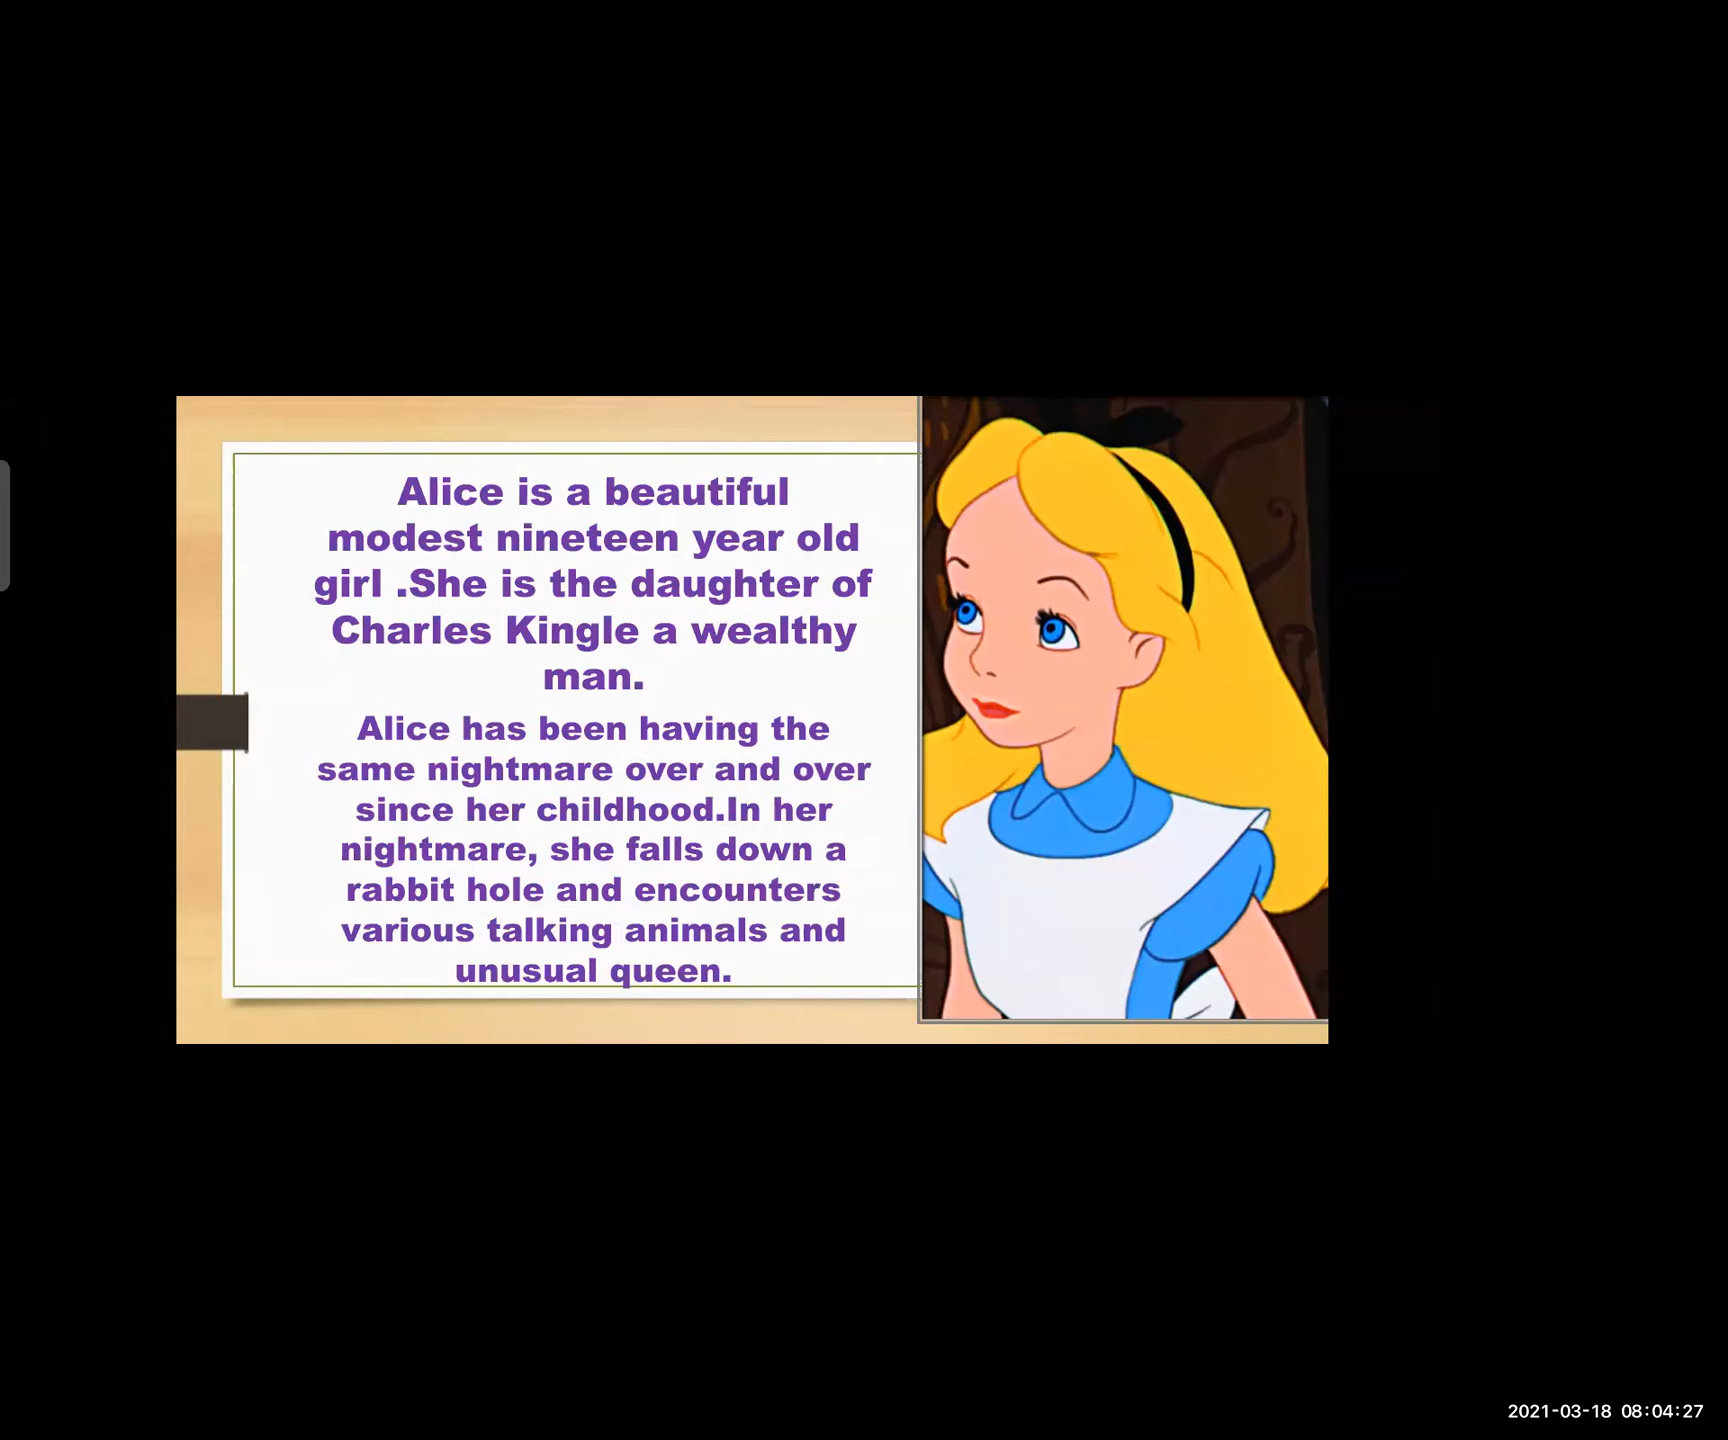 Alice is a beautiful
modest nineteen year old
girl .She is the daughter of
Charles Kingle a wealthy
man.
Alice has been having the
same nightmare over and over
since her childhood.In her
nightmare, she falls down a
rabbit hole and encounters
various talking animals and
unusual queen.
2021-03-18 08:04:27